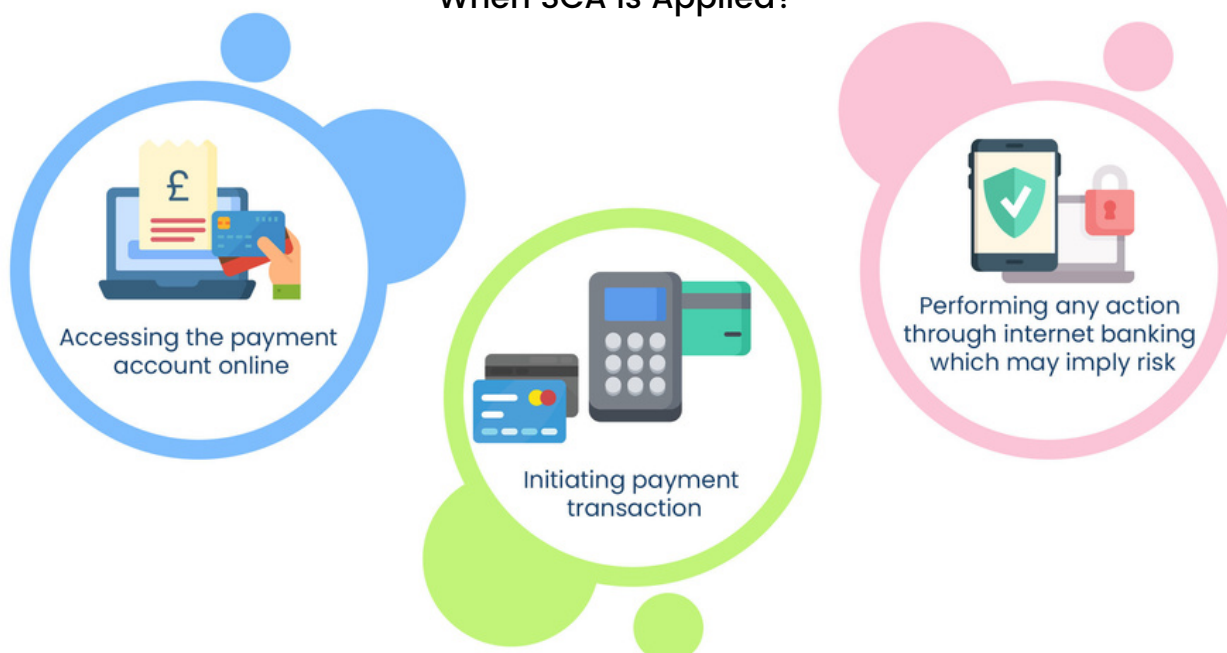 When SCA Is Applied?
£
Accessing the payment
account online
Initiating payment
transaction
Performing any action
through internet banking
which may imply risk